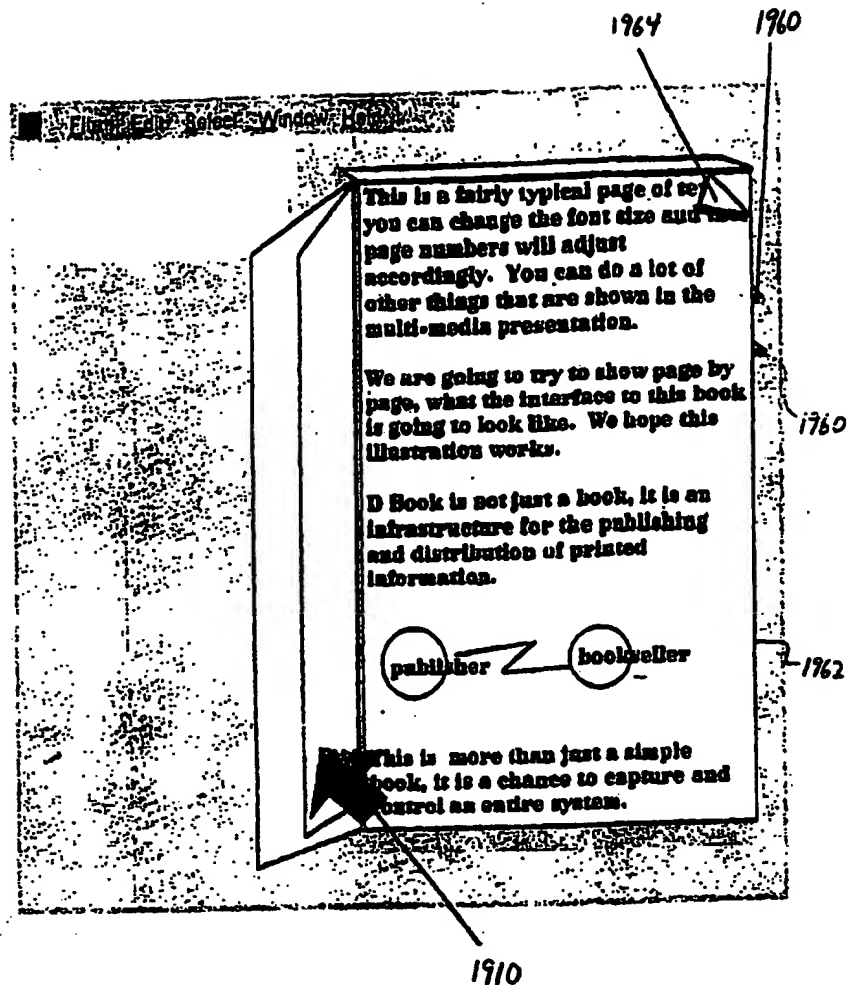 1964 1960
File Edit Select Window Help
This is a fairly typical page of te
you can change the font size and
page numbers will adjust
accordingly. You can do a lot of
other things that are shown in the
multi-media presentation.
We are going to try to show page by
page, what the interface to this book
is going to look like. We hope this
illustration works.
1760
D Book is not just a book, it is an
infrastructure for the publishing
and distribution of printed
information.
publisher bookseller
1962
This is more than just a simple
book, it is a chance to capture and
control an entire system.
1910